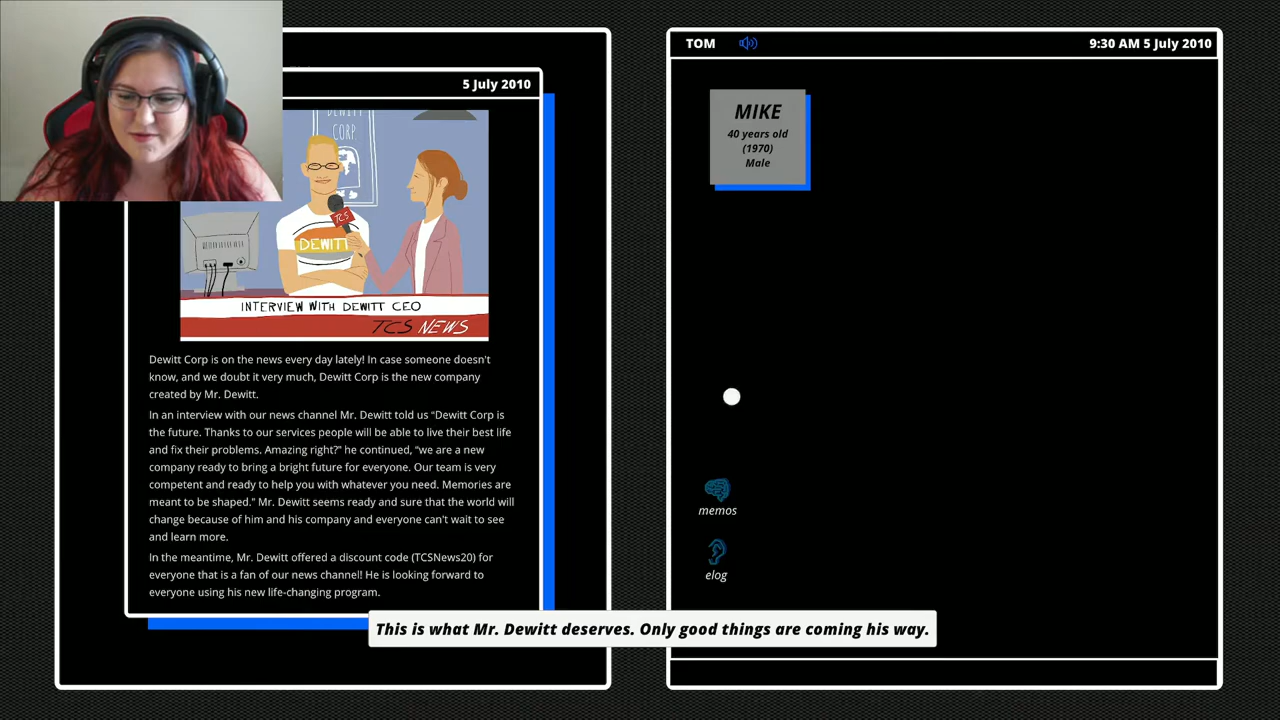 5 July 2010
DEWITT
CORP.
TCS
DEWITT
INTERVIEW WITH DEWITT CEO
TCS NEWS
Dewitt Corp is on the news every day lately! In case someone doesn't
know, and we doubt it very much, Dewitt Corp is the new company
created by Mr. Dewitt.
In an interview with our news channel Mr. Dewitt told us “Dewitt Corp is
the future. Thanks to our services people will be able to live their best life
and fix their problems. Amazing right?” he continued, “we are a new
company ready to bring a bright future for everyone. Our team is very
competent and ready to help you with whatever you need. Memories are
meant to be shaped.” Mr. Dewitt seems ready and sure that the world will
change because of him and his company and everyone can't wait to see
and learn more.
In the meantime, Mr. Dewitt offered a discount code (TCSNews20) for
everyone that is a fan of our news channel! He is looking forward to
everyone using his new life-changing program.
TOM
9:30 AM 5 July 2010
MIKE
40 years old
(1970)
Male
memos
elog
This is what Mr. Dewitt deserves. Only good things are coming his way.